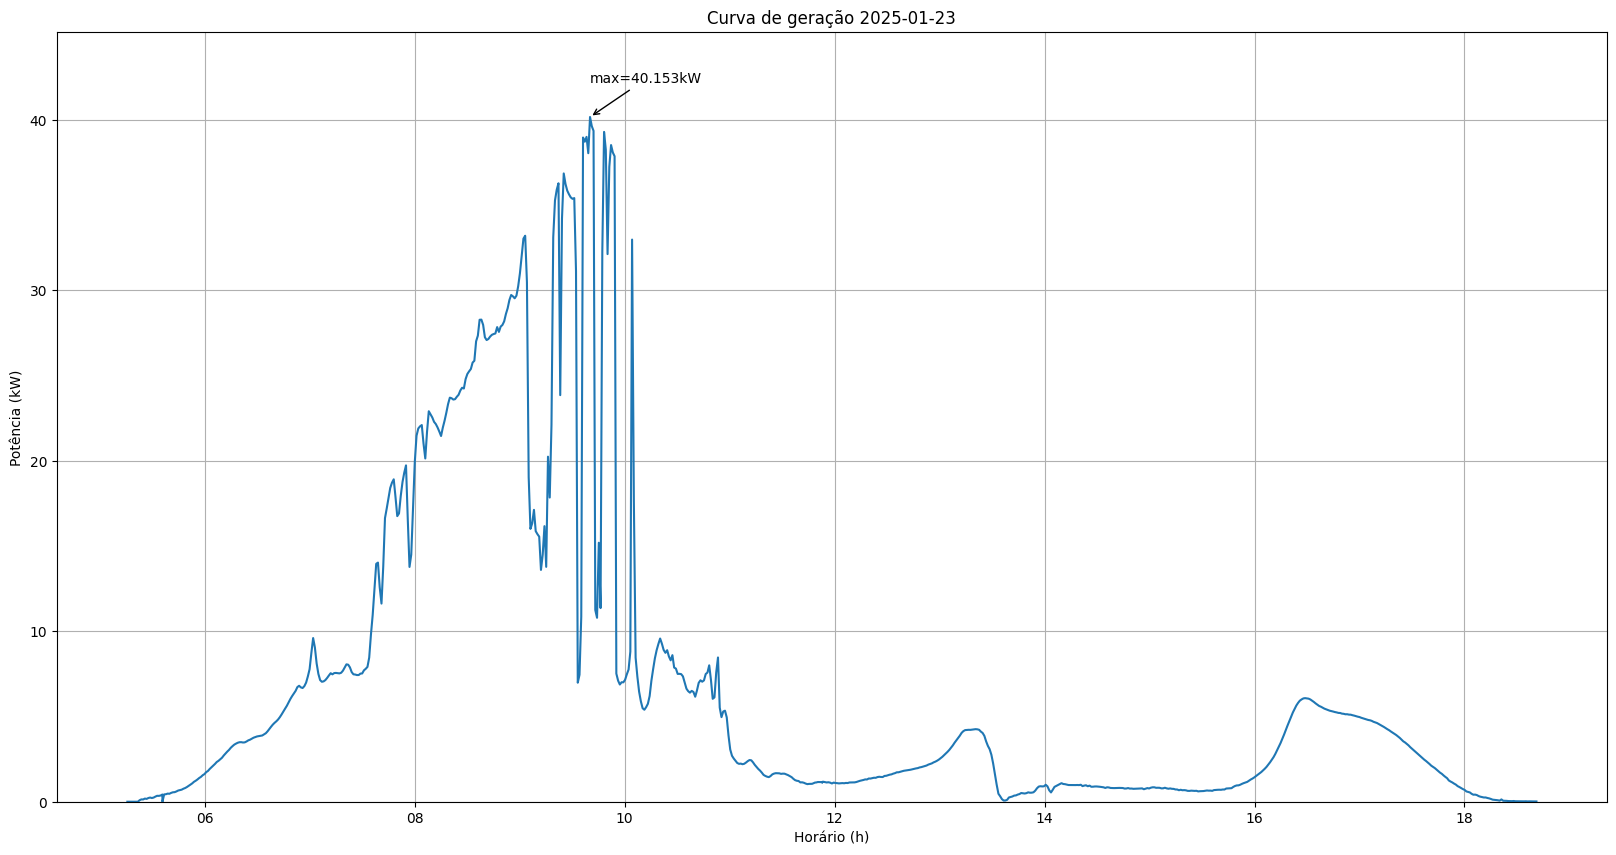 Curva de geração 2025-01-23
max=40.153kW
Potência (kW)
40
30
20
10
0
06 08 10 12 14 16 18
Horário (h)